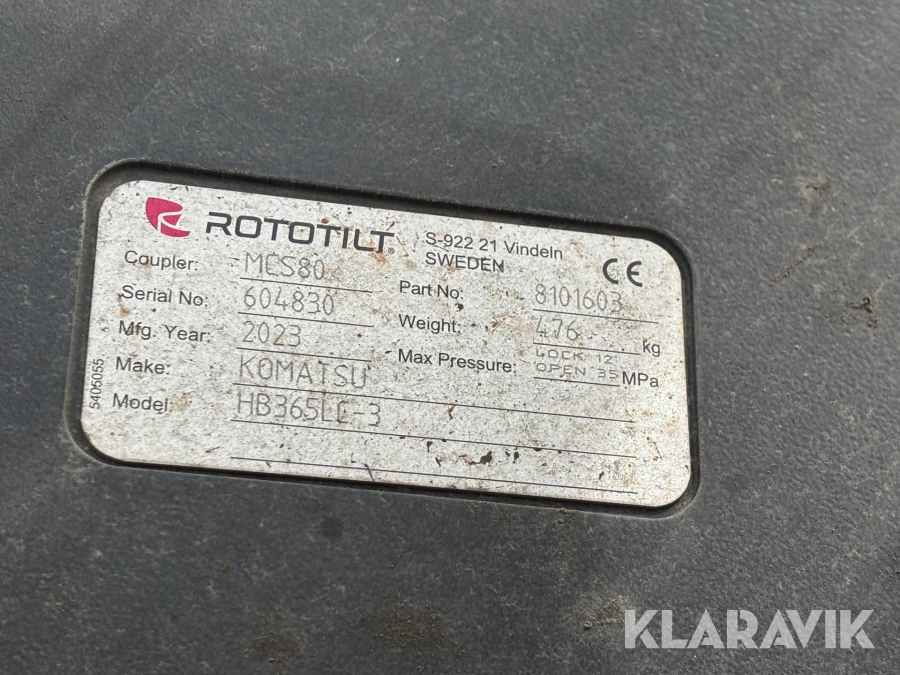 ROTOTILT® S-922 21 Vindeln
SWEDEN
CE
Coupler: MCS80
Part No: 8101603
Serial No: 604830
Weight: 476 kg
Mfg. Year: 2023
Max Pressure: LOCK 12
OPEN 35 MPa
Make: KOMATSU
Model: HB365LC-3
5405055
KLARAVIK